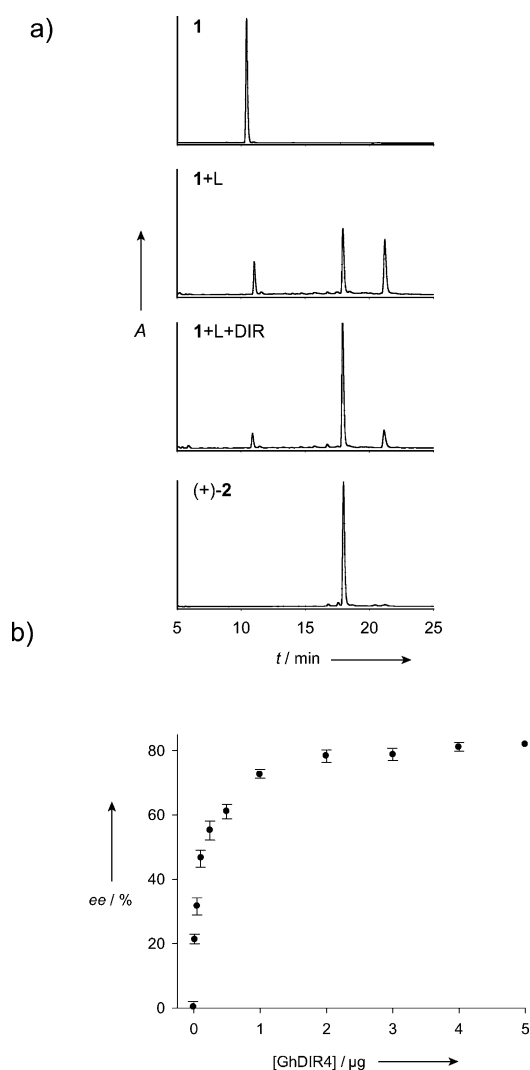 a)
1
1+L
A
1+L+DIR
(+)-2
5 10 15 20 25
t / min
b)
80
60
ee / %
40
20
0
0 1 2 3 4 5
[GhDIR4] / µg